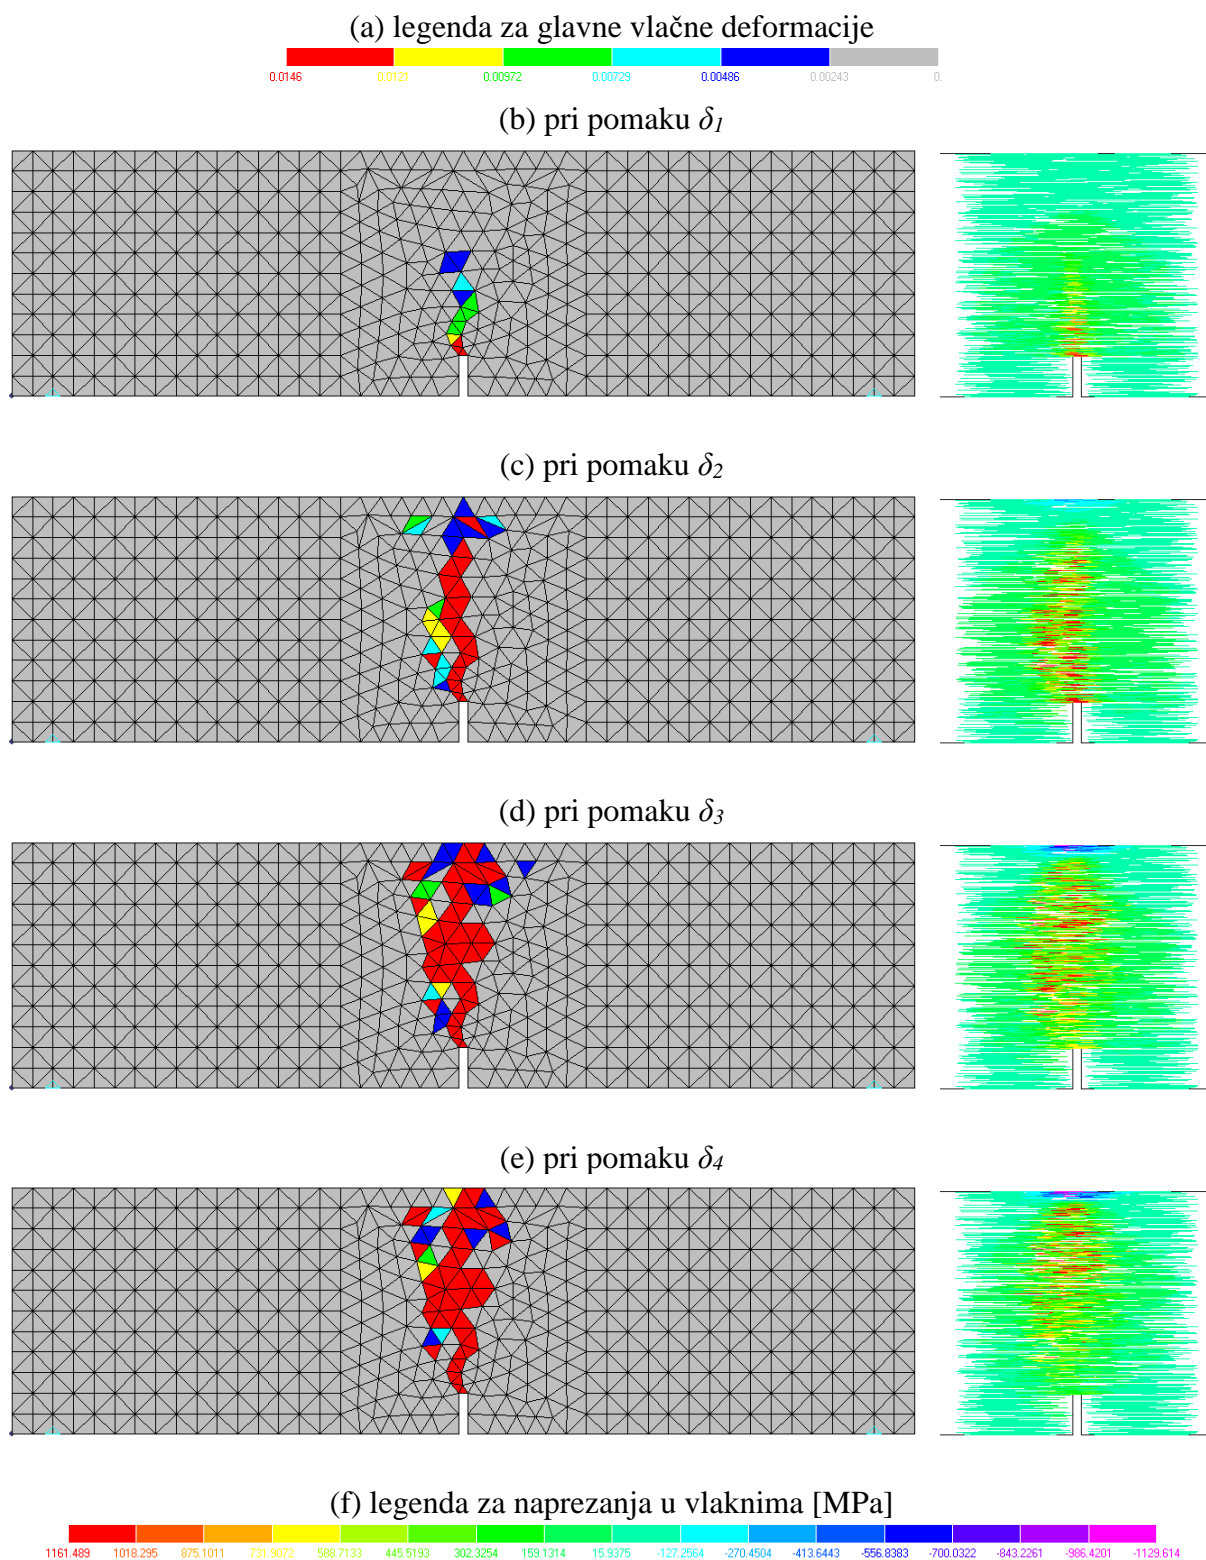 (a) legenda za glavne vlačne deformacije
0.0146 0.0121 0.00972 0.00729 0.00486 0.00243 0.
(b) pri pomaku δ1
(c) pri pomaku δ2
(d) pri pomaku δ3
(e) pri pomaku δ4
(f) legenda za naprezanja u vlaknima [MPa]
1161.489 1018.295 875.1011 731.9072 588.7133 445.5193 302.3254 159.1314 15.9375 -127.2564 -270.4504 -413.6443 -556.8383 -700.0322 -843.2261 -986.4201 -1129.614